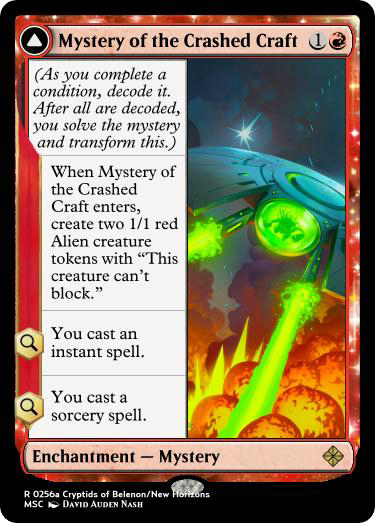 Mystery of the Crashed Craft 1
(As you complete a
condition, decode it.
After all are decoded,
you solve the mystery
and transform this.)
When Mystery of
the Crashed
Craft enters,
create two 1/1 red
Alien creature
tokens with “This
creature can’t
block.”
You cast an
instant spell.
You cast a
sorcery spell.
Enchantment — Mystery
R 0256a Cryptids of Belenon/New Horizons
MSC David Auden Nash